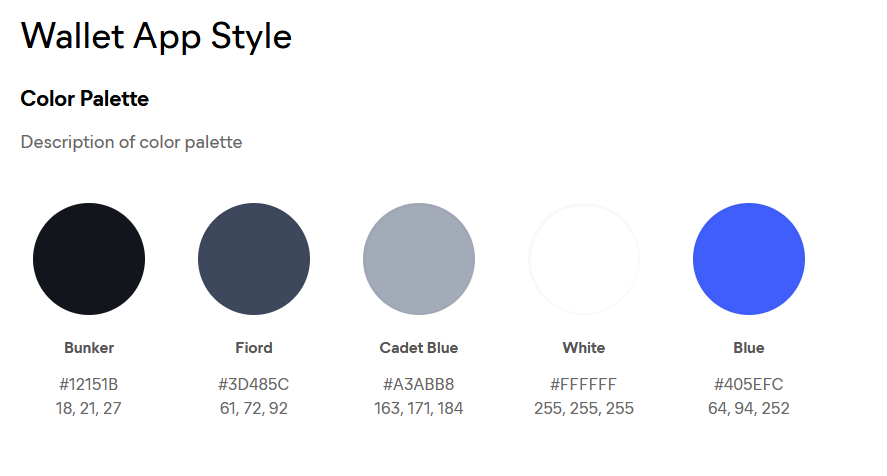 Wallet App Style
Color Palette
Description of color palette
Bunker
Fiord
Cadet Blue
White
Blue
#12151B
#3D485C
#A3ABB8
#FFFFFF
#405EFC
18, 21, 27
61, 72, 92
163, 171, 184
255, 255, 255
64, 94, 252